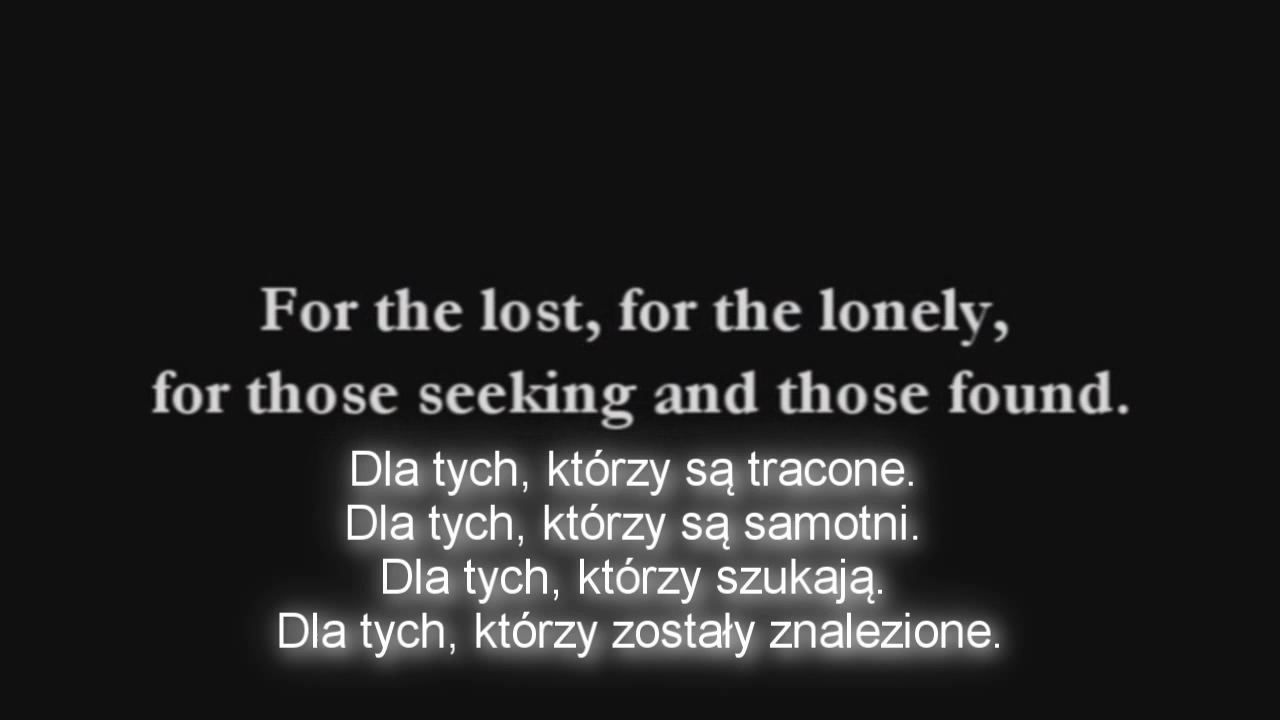 For the lost, for the lonely,
for those seeking and those found.
Dla tych, którzy są tracone.
Dla tych, którzy są samotni.
Dla tych, którzy szukają.
Dla tych, którzy zostały znalezione.